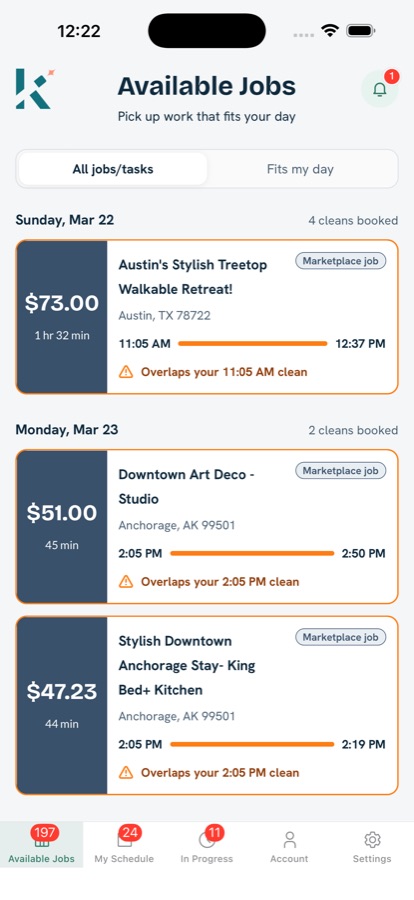 12:22
Available Jobs
1
Pick up work that fits your day
All jobs/tasks
Fits my day
Sunday, Mar 22
4 cleans booked
$73.00
1 hr 32 min
Austin's Stylish Treetop
Walkable Retreat!
Marketplace job
Austin, TX 78722
11:05 AM
12:37 PM
Overlaps your 11:05 AM clean
Monday, Mar 23
2 cleans booked
$51.00
45 min
Downtown Art Deco -
Studio
Marketplace job
Anchorage, AK 99501
2:05 PM
2:50 PM
Overlaps your 2:05 PM clean
$47.23
44 min
Stylish Downtown
Anchorage Stay- King
Bed+ Kitchen
Marketplace job
Anchorage, AK 99501
2:05 PM
2:19 PM
Overlaps your 2:05 PM clean
197
24
11
Available Jobs
My Schedule
In Progress
Account
Settings